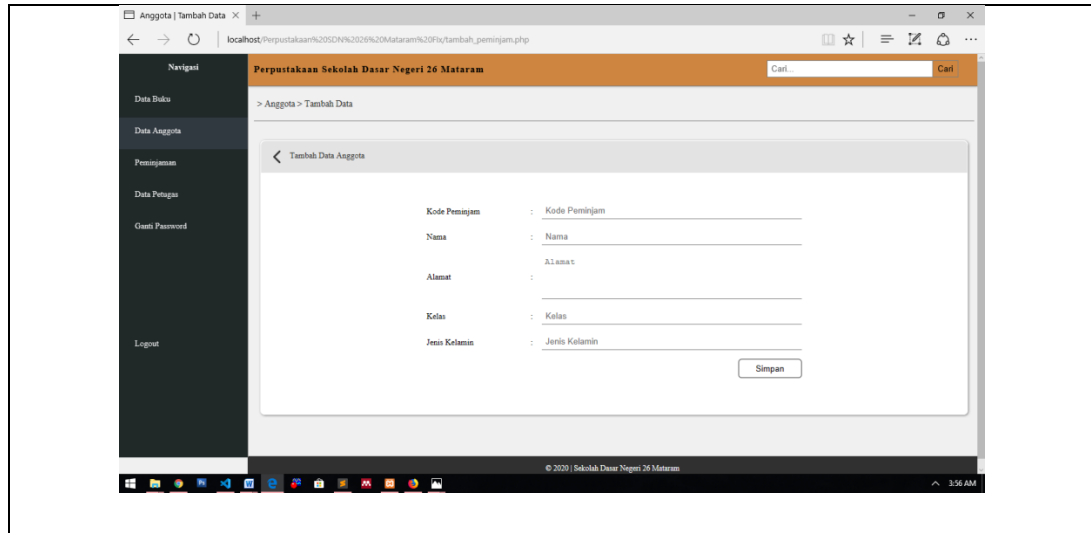 Anggota | Tambah Data
localhost/Perpustakaan%20SDN%2026%20Mataram%20Fix/tambah_peminjam.php
Navigasi
Perpustakaan Sekolah Dasar Negeri 26 Mataram
Cari...
Cari
Data Buku
> Anggota > Tambah Data
Data Anggota
Tambah Data Anggota
Peminjaman
Data Petugas
Ganti Password
Kode Peminjam : Kode Peminjam
Nama : Nama
Alamat : Alamat
Kelas : Kelas
Jenis Kelamin : Jenis Kelamin
Logout
Simpan
© 2020 | Sekolah Dasar Negeri 26 Mataram
3:56 AM